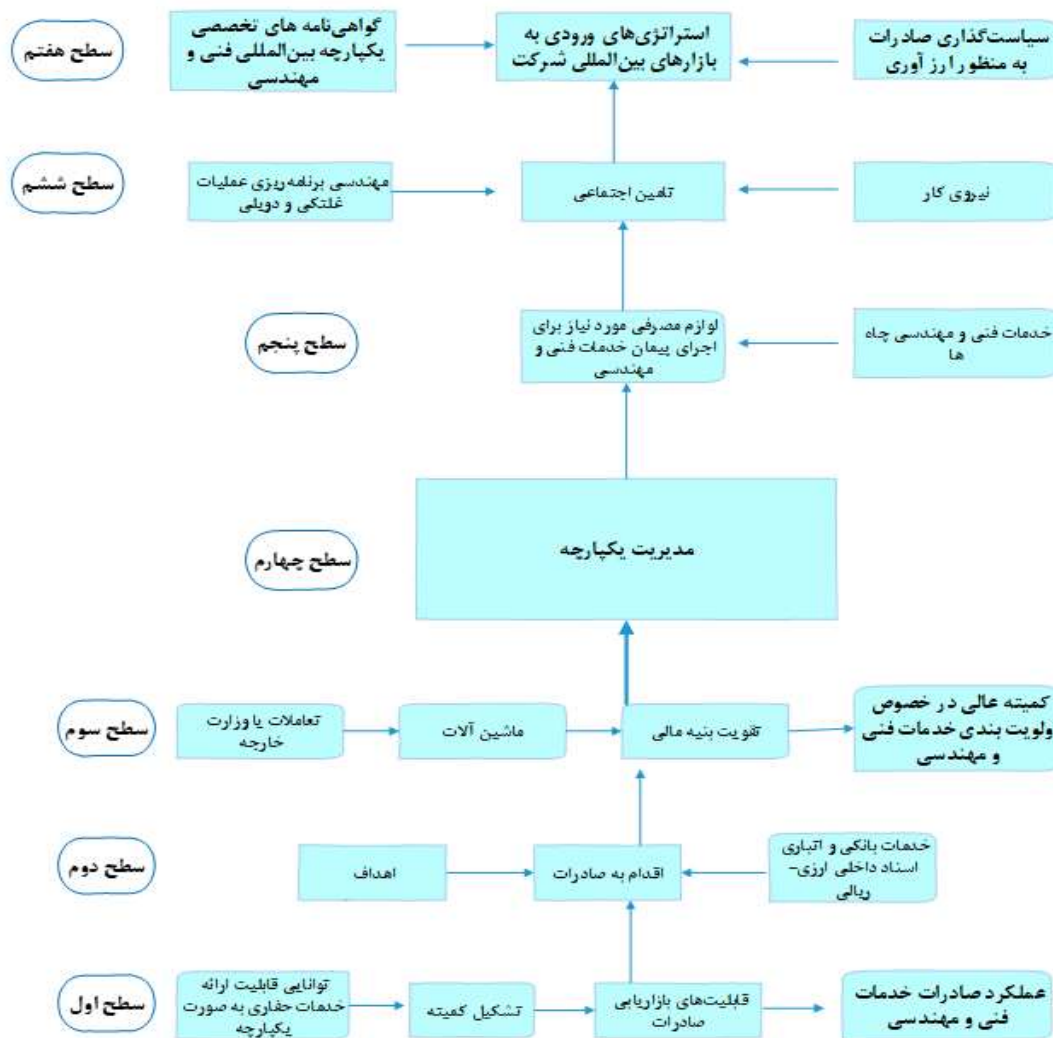 سطح هفتم
گواهی‌نامه های تخصصی
یکپارچه بین‌المللی فنی و
مهندسی
استراتژی‌های ورودی به
بازارهای بین‌المللی شرکت
سیاست‌گذاری صادرات
به منظور ارز آوری
سطح ششم
مهندسی برنامه‌ریزی عملیات
غلتکی و دوبلی
تامین اجتماعی
نیروی کار
سطح پنجم
لوازم مصرفی مورد نیاز برای
اجرای پیمان خدمات فنی و
مهندسی
خدمات فنی و مهندسی چاه
ها
سطح چهارم
مدیریت یکپارچه
سطح سوم
تعاملات یا وزارت
خارجه
ماشین آلات
تقویت بنیه مالی
کمیته عالی در خصوص
ولویت بندی خدمات فنی
و مهندسی
سطح دوم
اهداف
اقدام به صادرات
خدمات بانکی و اتباری
اسناد داخلی ارزی-
ریالی
سطح اول
توانایی قابلیت ارائه
خدمات حفاری به صورت
یکپارچه
تشکیل کمیته
قابلیت‌های بازاریابی
صادرات
عملکرد صادرات خدمات
فنی و مهندسی